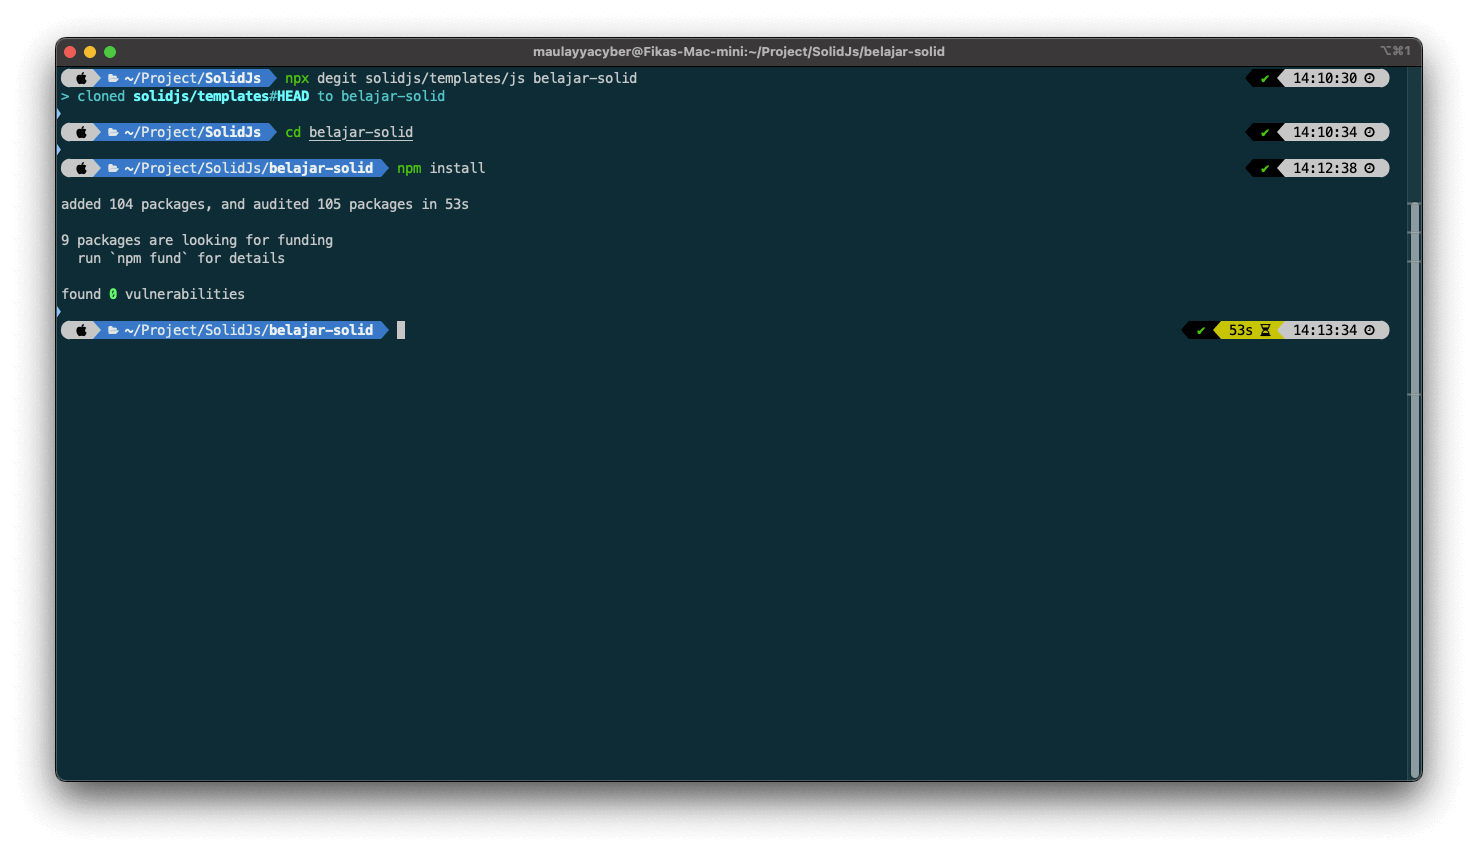 maulayyacyber@Fikas-Mac-mini:~/Project/SolidJs/belajar-solid ⌥⌘1
~/Project/SolidJs npx degit solidjs/templates/js belajar-solid ✔ 14:10:30
> cloned solidjs/templates#HEAD to belajar-solid
~/Project/SolidJs cd belajar-solid ✔ 14:10:34
~/Project/SolidJs/belajar-solid npm install ✔ 14:12:38
added 104 packages, and audited 105 packages in 53s
9 packages are looking for funding
run `npm fund` for details
found 0 vulnerabilities
~/Project/SolidJs/belajar-solid ✔ 53s 14:13:34